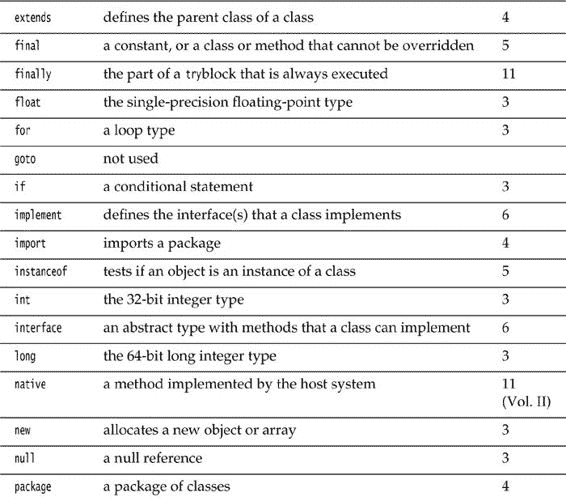 extends defines the parent class of a class 4
final a constant, or a class or method that cannot be overridden 5
finally the part of a tryblock that is always executed 11
float the single-precision floating-point type 3
for a loop type 3
goto not used
if a conditional statement 3
implement defines the interface(s) that a class implements 6
import imports a package 4
instanceof tests if an object is an instance of a class 5
int the 32-bit integer type 3
interface an abstract type with methods that a class can implement 6
long the 64-bit long integer type 3
native a method implemented by the host system 11
(Vol. II)
new allocates a new object or array 3
null a null reference 3
package a package of classes 4